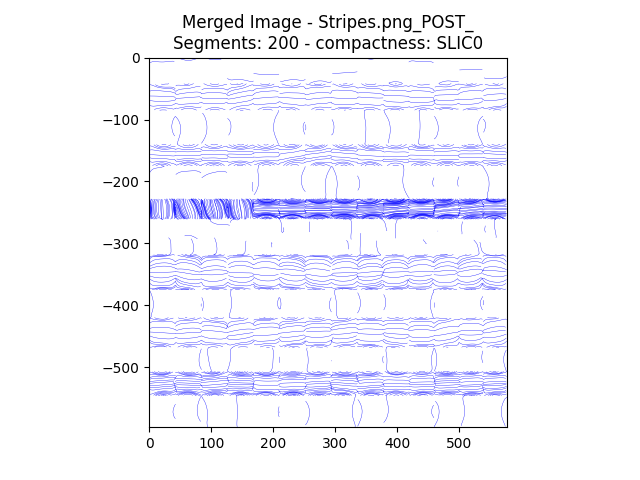 Merged Image - Stripes.png_POST_
Segments: 200 - compactness: SLIC0
0
−100
−200
−300
−400
−500
0 100 200 300 400 500